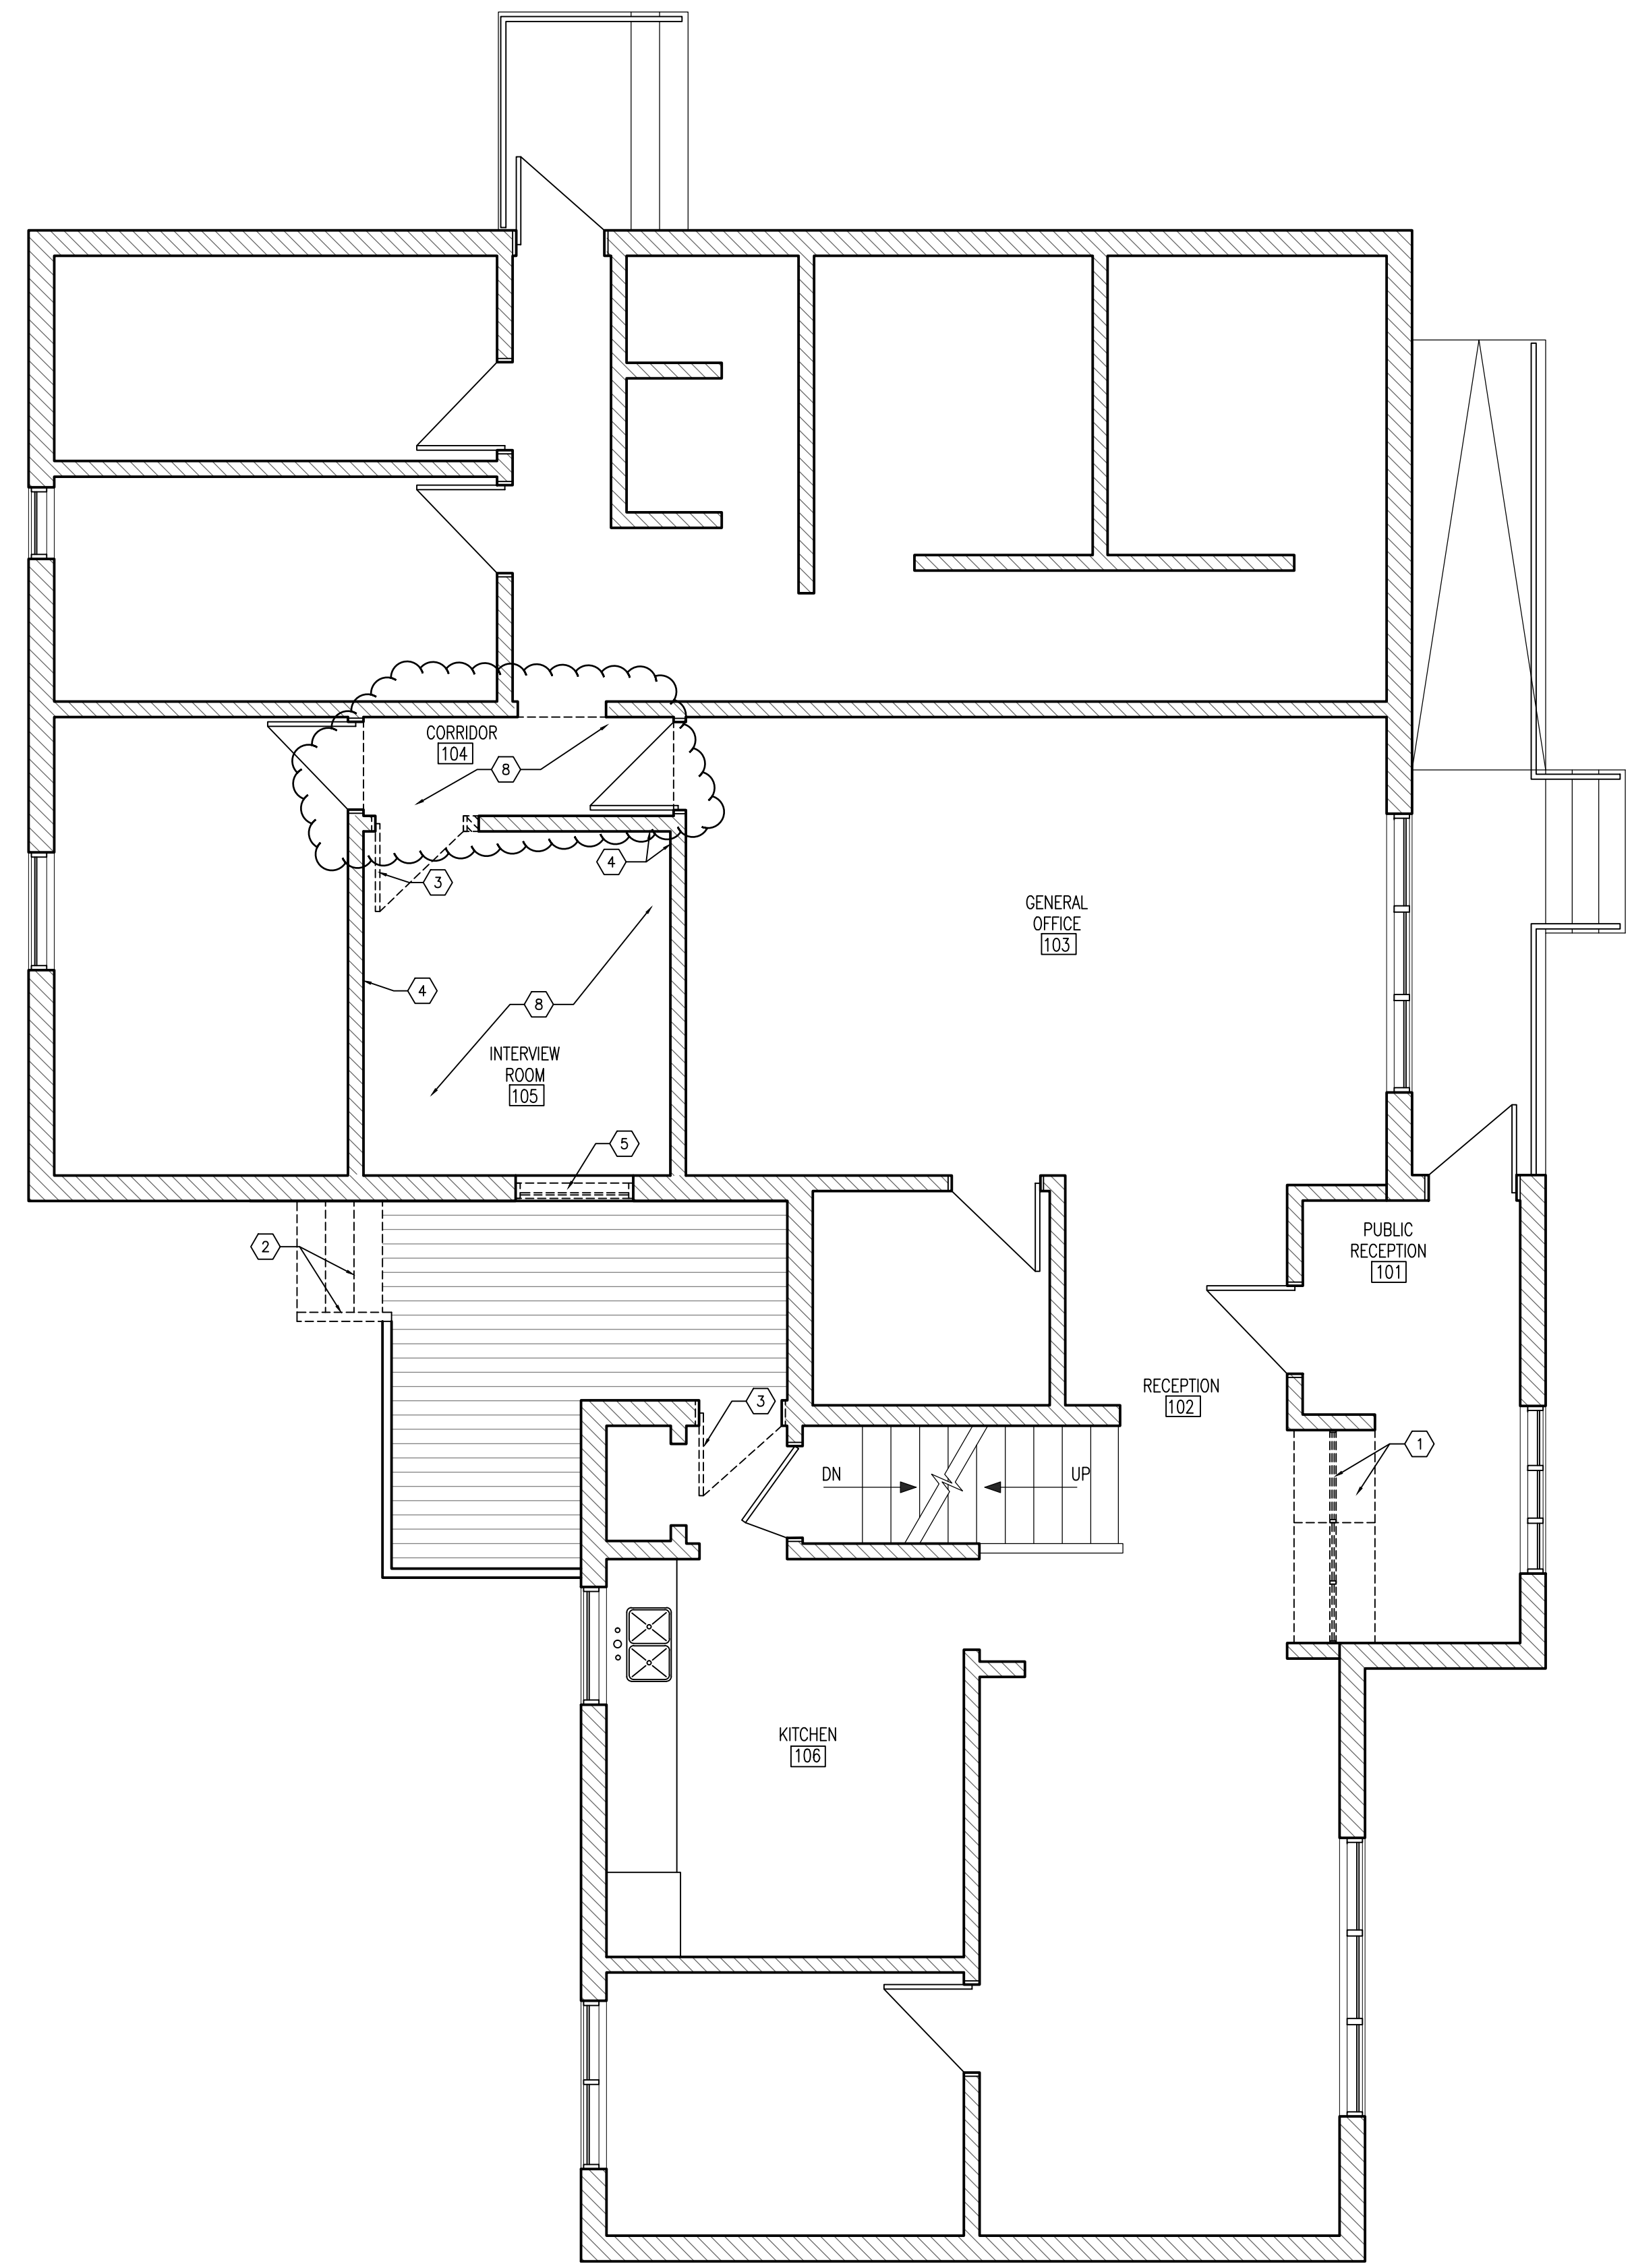 CORRIDOR
104
8
4
3
GENERAL
OFFICE
103
4
8
INTERVIEW
ROOM
105
5
2
PUBLIC
RECEPTION
101
RECEPTION
102
3
1
DN
UP
KITCHEN
106